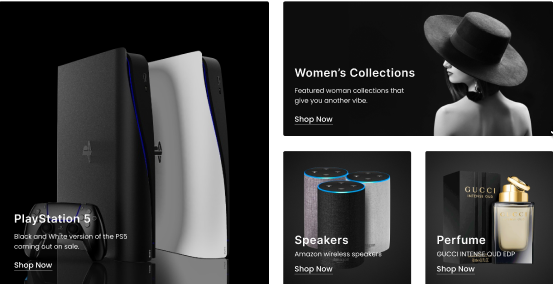 PlayStation 5
Black and White version of the PS5
coming out on sale.
Shop Now
Women's Collections
Featured woman collections that
give you another vibe.
Shop Now
Speakers
Amazon wireless speakers
Shop Now
GUCCI
INTENSE OUD
Perfume
GUCCI INTENSE OUD EDP
Shop Now